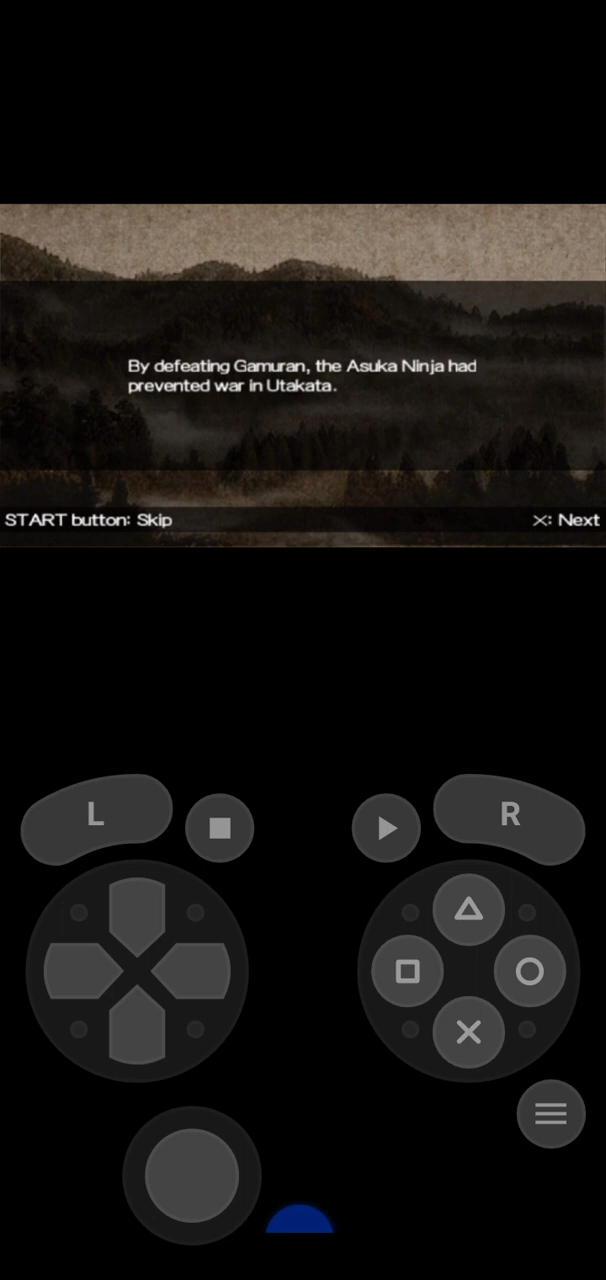 By defeating Gamuran, the Asuka Ninja had
prevented war in Utakata.
START button: Skip
×: Next
L
R